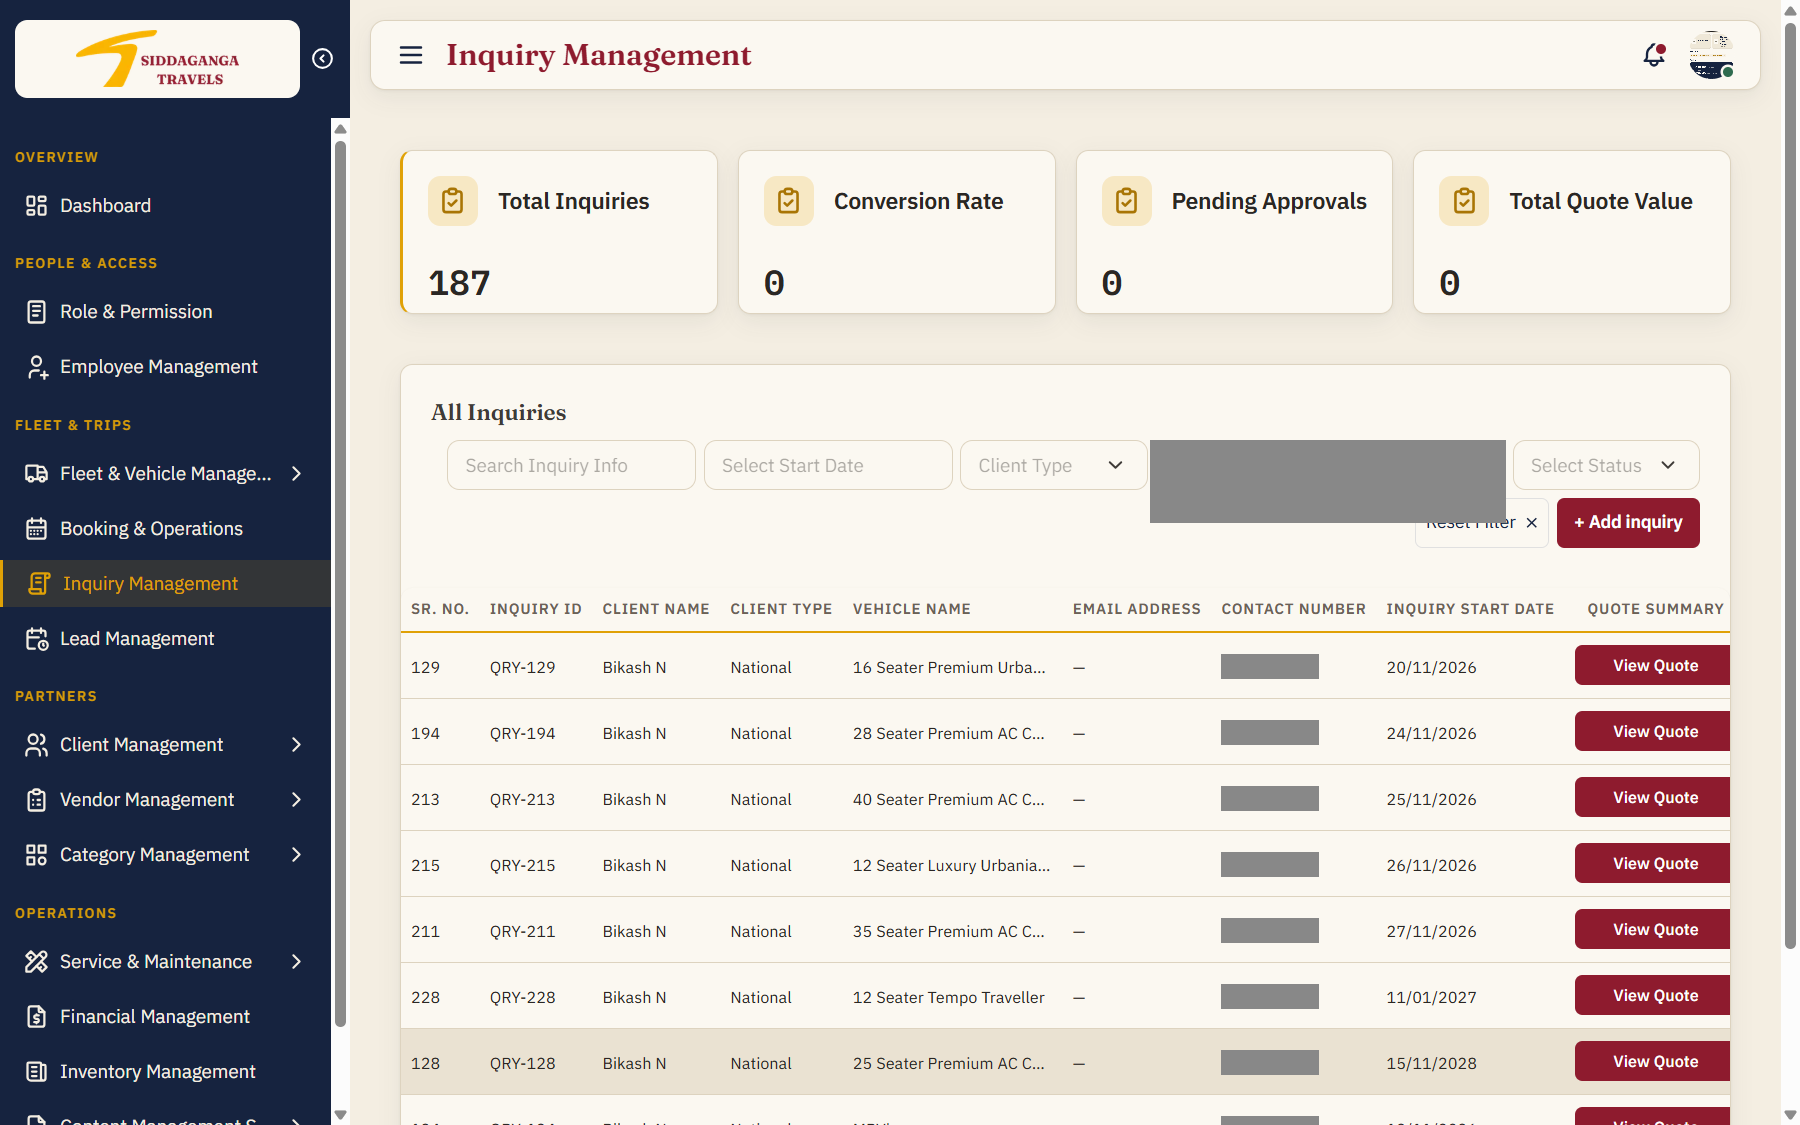 SIDDAGANGA
TRAVELS
OVERVIEW
Dashboard
PEOPLE & ACCESS
Role & Permission
Employee Management
FLEET & TRIPS
Fleet & Vehicle Manage...
Booking & Operations
Inquiry Management
Lead Management
PARTNERS
Client Management
Vendor Management
Category Management
OPERATIONS
Service & Maintenance
Financial Management
Inventory Management
Inquiry Management
Total Inquiries
187
Conversion Rate
0
Pending Approvals
0
Total Quote Value
0
All Inquiries
Search Inquiry Info Select Start Date Client Type Select Status
Reset Filter × + Add inquiry
SR. NO. INQUIRY ID CLIENT NAME CLIENT TYPE VEHICLE NAME EMAIL ADDRESS CONTACT NUMBER INQUIRY START DATE QUOTE SUMMARY
129 QRY-129 Bikash N National 16 Seater Premium Urba... — 20/11/2026 View Quote
194 QRY-194 Bikash N National 28 Seater Premium AC C... — 24/11/2026 View Quote
213 QRY-213 Bikash N National 40 Seater Premium AC C... — 25/11/2026 View Quote
215 QRY-215 Bikash N National 12 Seater Luxury Urbania... — 26/11/2026 View Quote
211 QRY-211 Bikash N National 35 Seater Premium AC C... — 27/11/2026 View Quote
228 QRY-228 Bikash N National 12 Seater Tempo Traveller — 11/01/2027 View Quote
128 QRY-128 Bikash N National 25 Seater Premium AC C... — 15/11/2028 View Quote